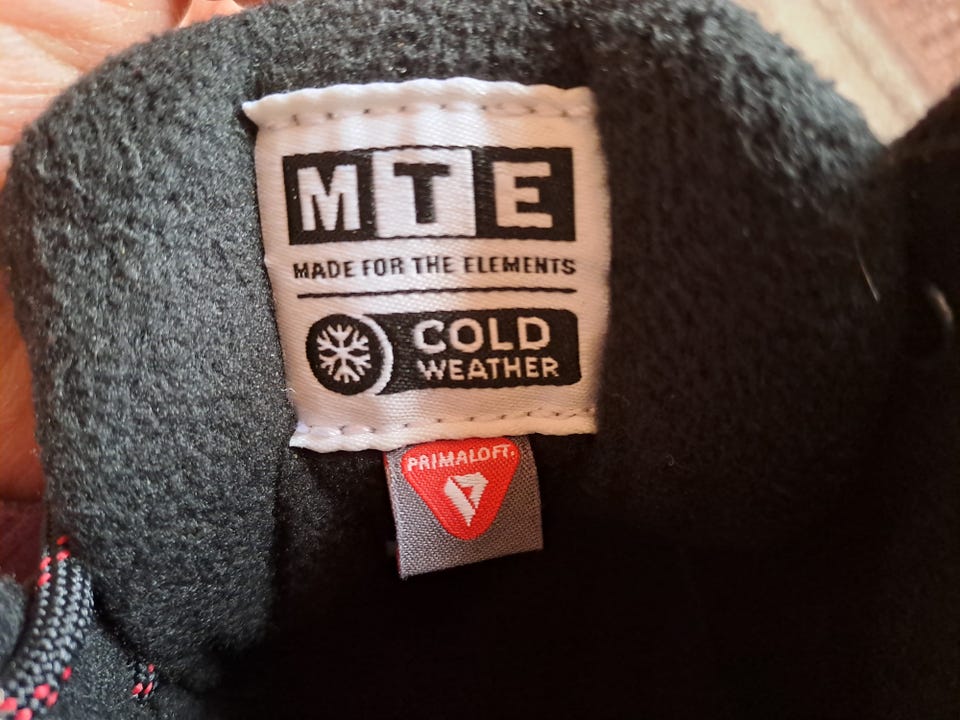 MTE
MADE FOR THE ELEMENTS
COLD
WEATHER
PRIMALOFT.